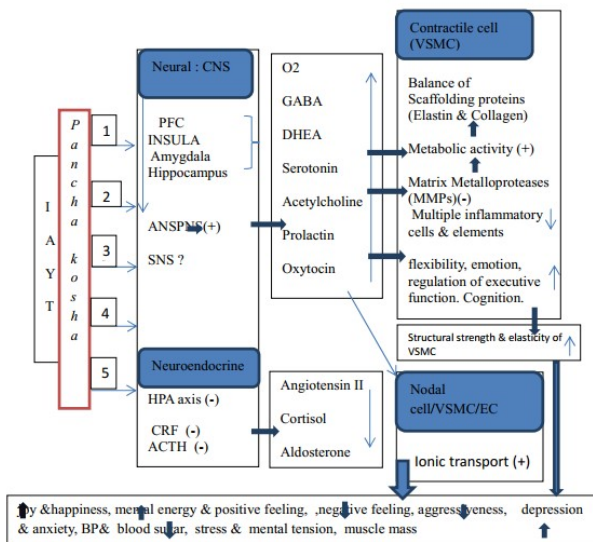 I
A
Y
T
P
a
n
c
h
a
k
o
s
h
a
1
2
3
4
5
Neural : CNS
PFC
INSULA
Amygdala
Hippocampus
ANSPNS(+)
SNS ?
Neuroendocrine
HPA axis (-)
CRF (-)
ACTH (-)
O2
GABA
DHEA
Serotonin
Acetylcholine
Prolactin
Oxytocin
Angiotensin II
Cortisol
Aldosterone
Contractile cell
(VSMC)
Balance of
Scaffolding proteins
(Elastin & Collagen)
Metabolic activity (+)
Matrix Metalloproteases
(MMPs)(-)
Multiple inflammatory
cells & elements
flexibility, emotion,
regulation of executive
function. Cognition.
Structural strength & elasticity of
VSMC
Nodal
cell/VSMC/EC
Ionic transport (+)
oy &happiness, mental energy & positive feeling, ,negative feeling, aggressiveness, depression
& anxiety, BP& blood sugar, stress & mental tension, muscle mass